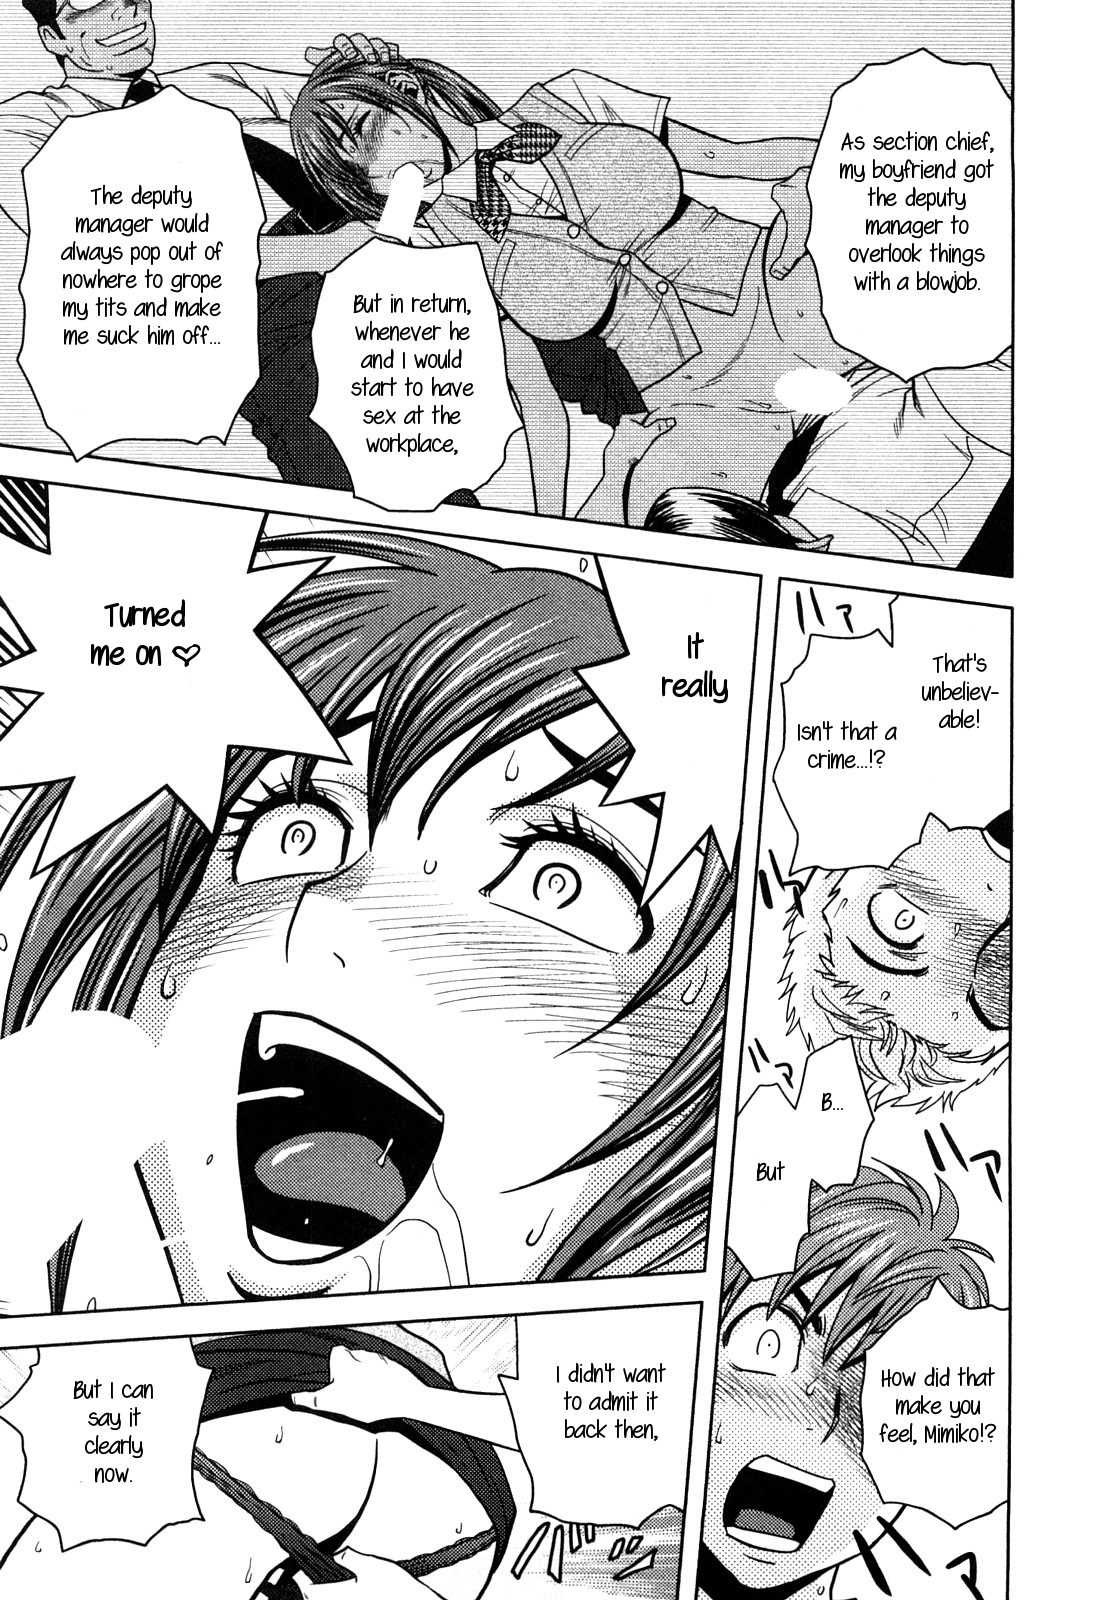 As section chief,
my boyfriend got
the deputy
manager to
overlook things
with a blowjob.
But in return,
whenever he
and I would
start to have
sex at the
workplace,
The deputy
manager would
always pop out of
nowhere to grope
my tits and make
me suck him off...
That's
unbeliev-
able!
Isn't that a
crime...!?
B...
But
How did that
make you
feel, Mimiko!?
It
really
Turned
me on ♡
I didn't want
to admit it
back then,
But I can
say it
clearly
now.